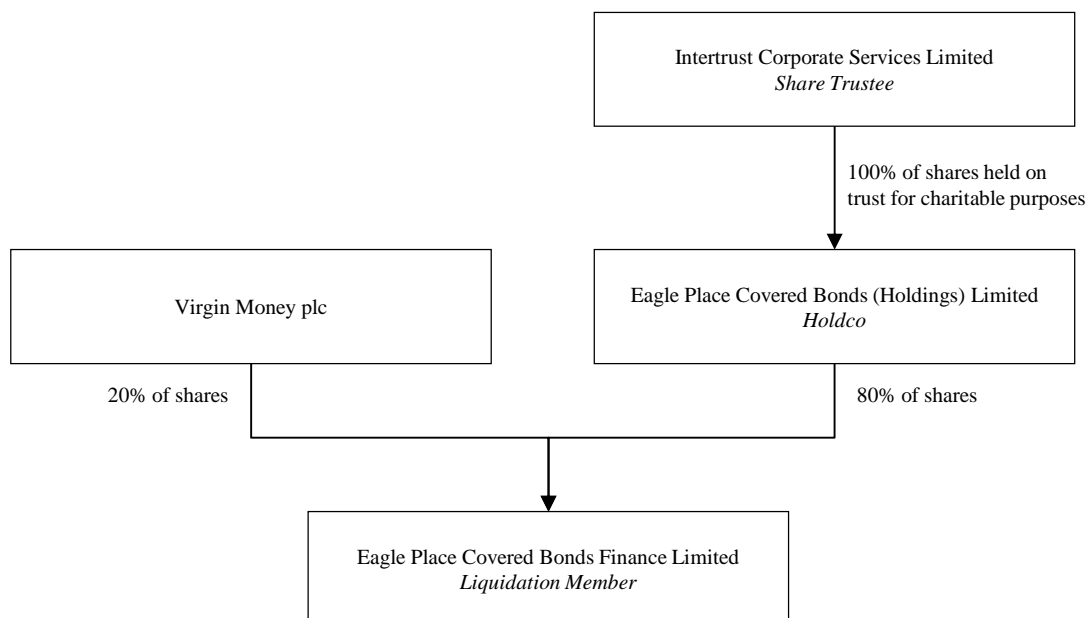 Intertrust Corporate Services Limited
Share Trustee
100% of shares held on
trust for charitable purposes
Virgin Money plc
Eagle Place Covered Bonds (Holdings) Limited
Holdco
20% of shares
80% of shares
Eagle Place Covered Bonds Finance Limited
Liquidation Member